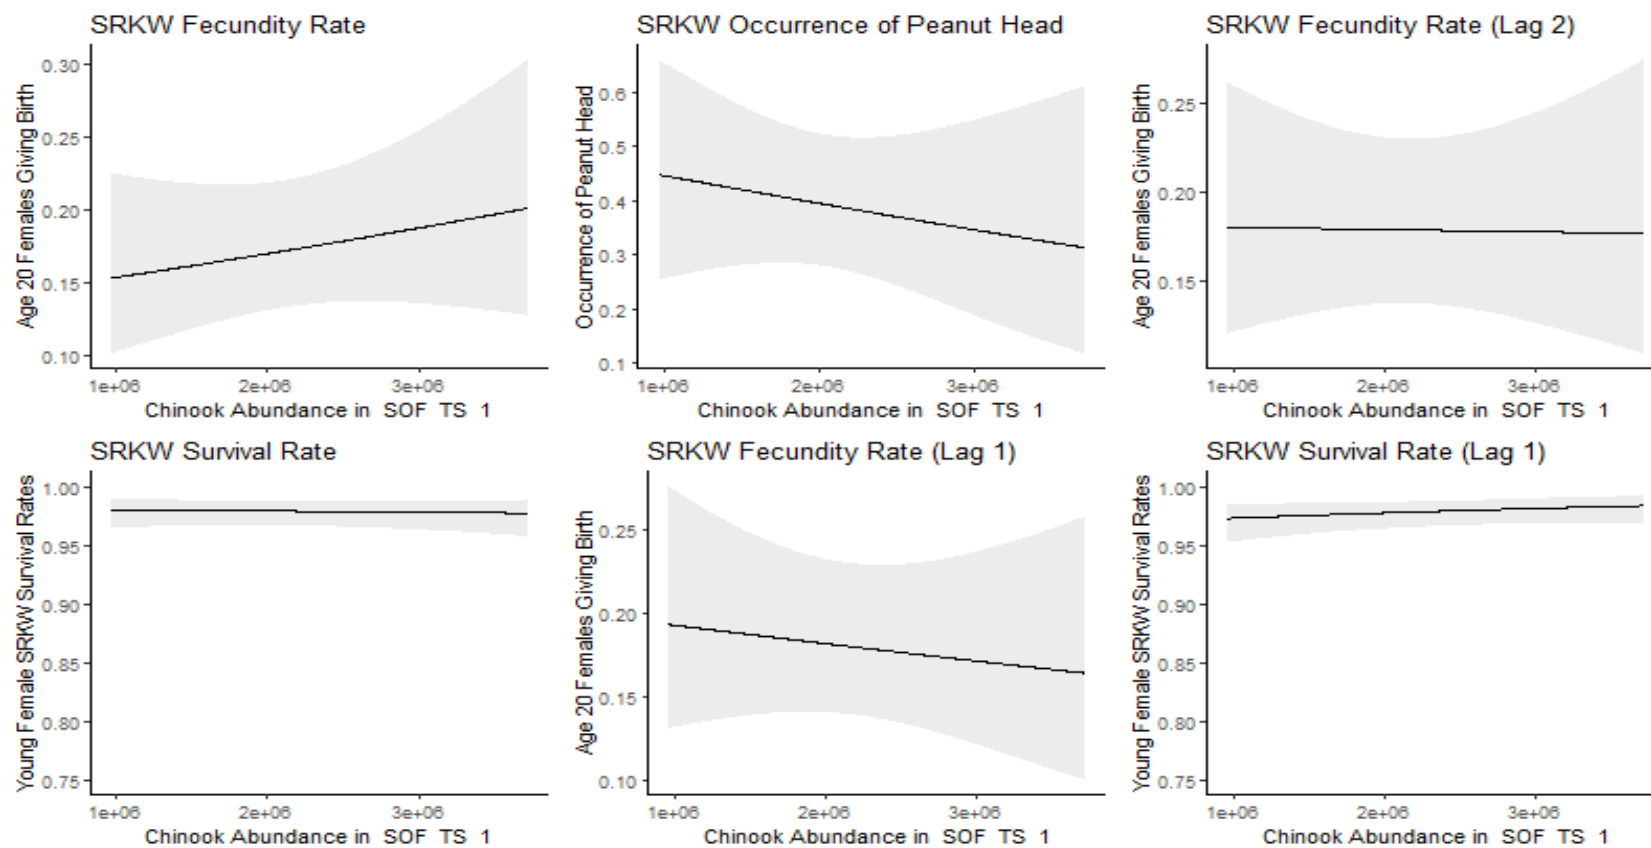 SRKW Fecundity Rate
Age 20 Females Giving Birth
0.30
0.25
0.20
0.15
0.10
1e+06
2e+06
3e+06
Chinook Abundance in SOF TS 1
SRKW Occurrence of Peanut Head
Occurrence of Peanut Head
0.6
0.5
0.4
0.3
0.2
0.1
1e+06
2e+06
3e+06
Chinook Abundance in SOF TS 1
SRKW Fecundity Rate (Lag 2)
Age 20 Females Giving Birth
0.25
0.20
0.15
1e+06
2e+06
3e+06
Chinook Abundance in SOF TS 1
SRKW Survival Rate
Young Female SRKW Survival Rates
1.00
0.95
0.90
0.85
0.80
0.75
1e+06
2e+06
3e+06
Chinook Abundance in SOF TS 1
SRKW Fecundity Rate (Lag 1)
Age 20 Females Giving Birth
0.25
0.20
0.15
0.10
1e+06
2e+06
3e+06
Chinook Abundance in SOF TS 1
SRKW Survival Rate (Lag 1)
Young Female SRKW Survival Rates
1.00
0.95
0.90
0.85
0.80
0.75
1e+06
2e+06
3e+06
Chinook Abundance in SOF TS 1